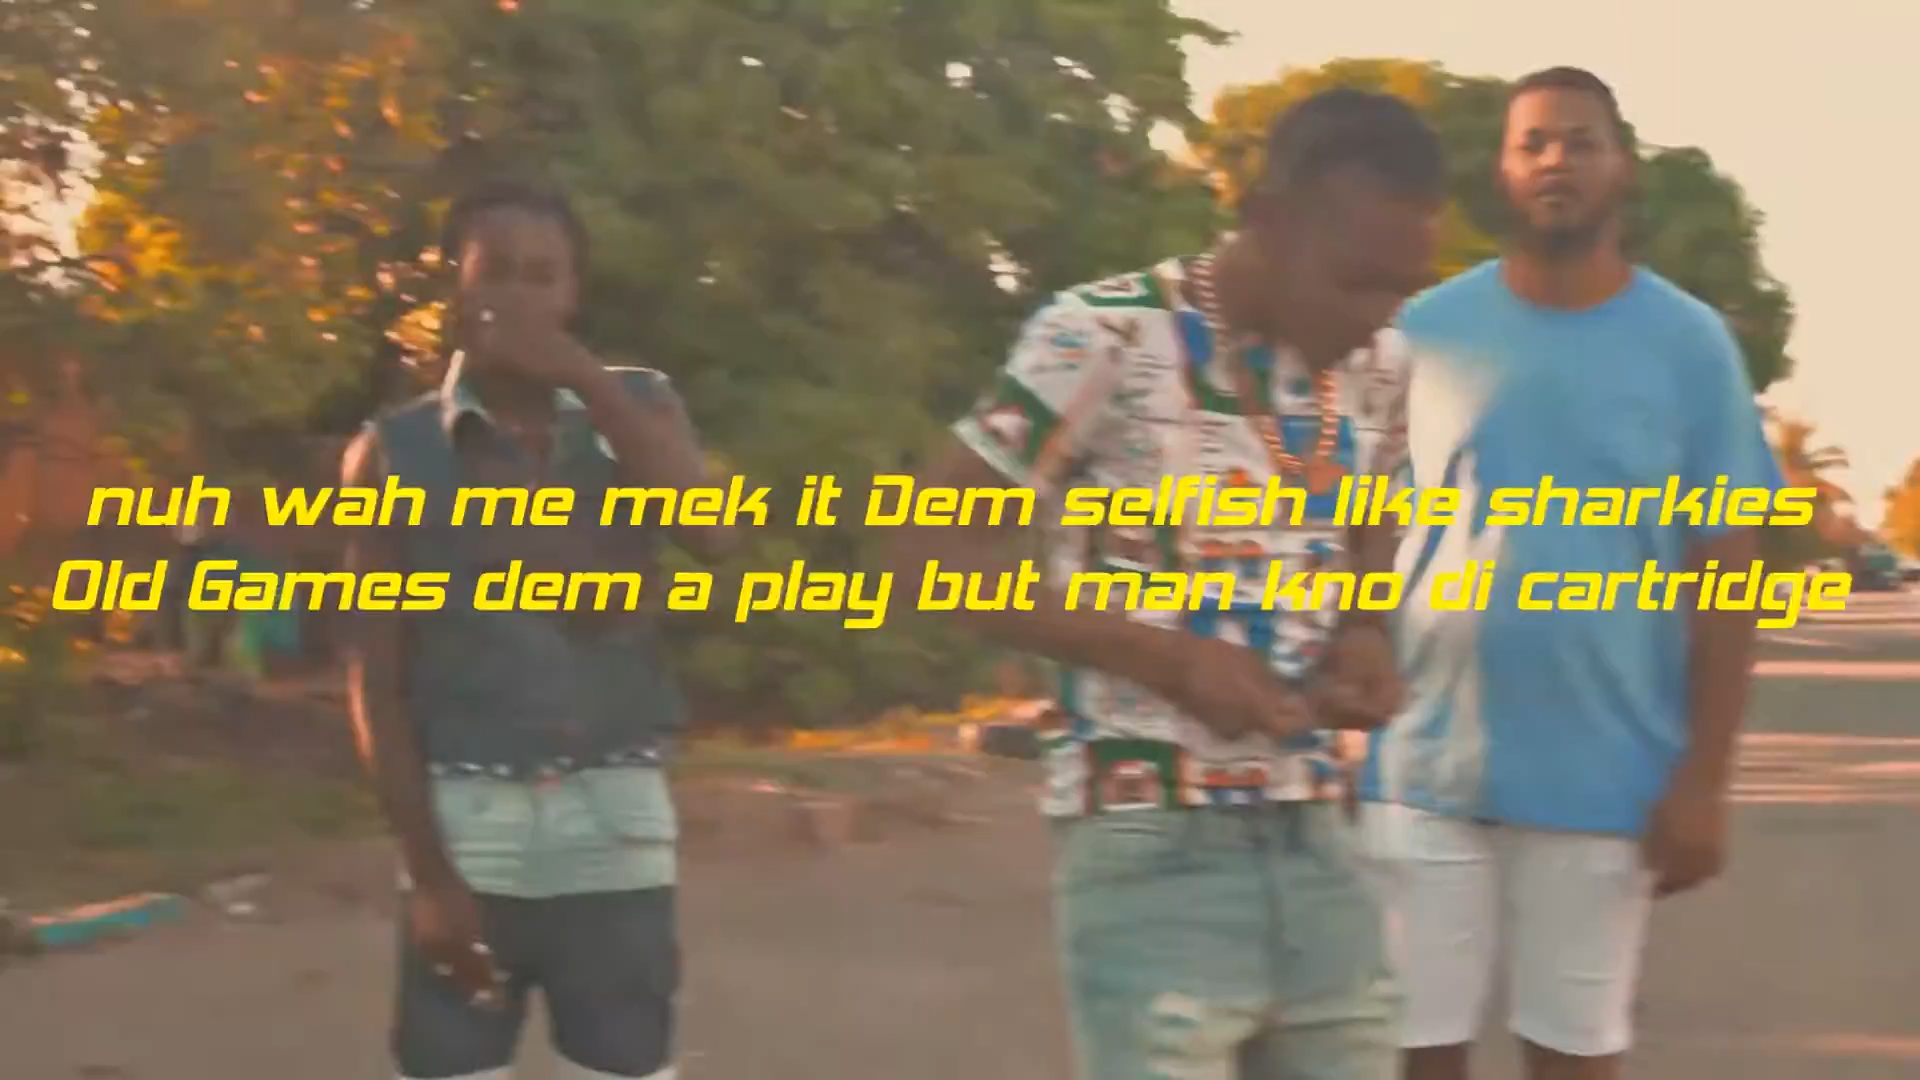 nuh wah me mek it Dem selfish like sharkies
Old Games dem a play but man kno di cartridge